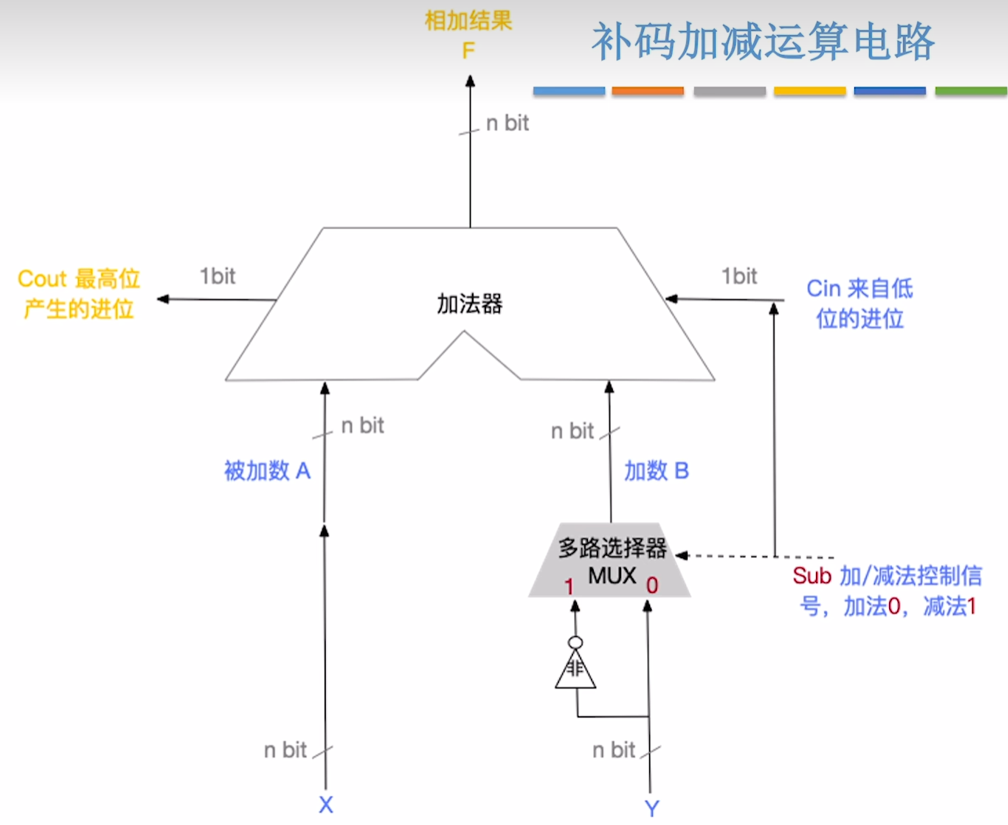 补码加减运算电路
相加结果
F
n bit
Cout 最高位
产生的进位
1bit
加法器
1bit
Cin 来自低
位的进位
n bit
被加数 A
n bit
加数 B
多路选择器
MUX
1
0
Sub 加/减法控制信
号，加法0，减法1
非
n bit
X
n bit
Y